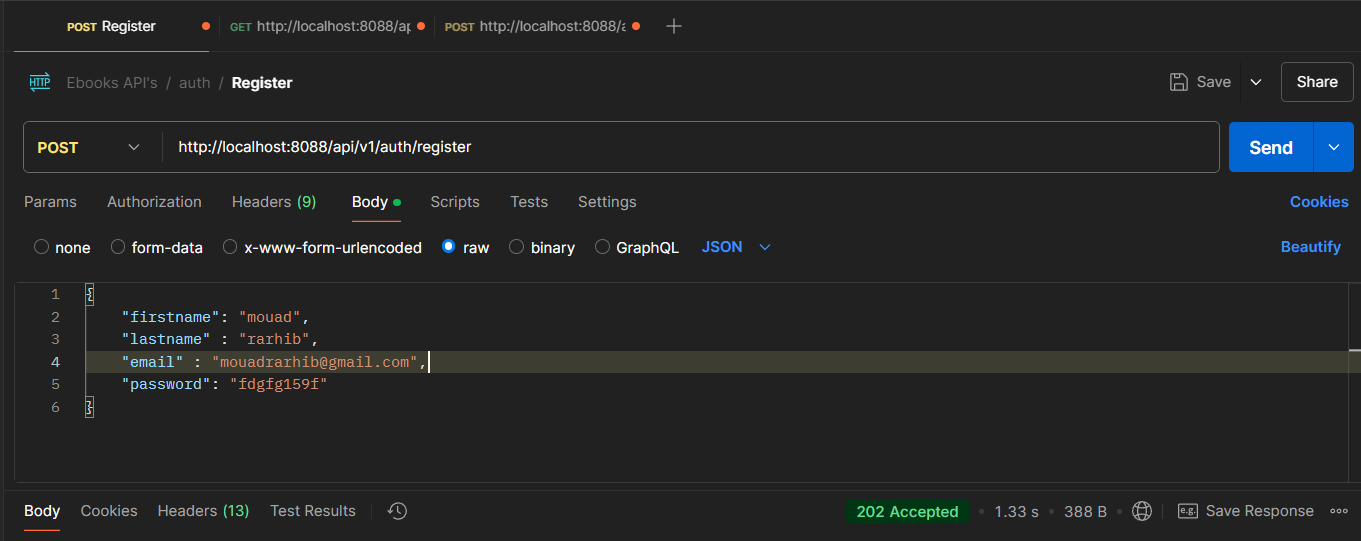 POST Register GET http://localhost:8088/ap POST http://localhost:8088/a
HTTP Ebooks API's / auth / Register Save Share
POST http://localhost:8088/api/v1/auth/register Send
Params Authorization Headers (9) Body Scripts Tests Settings Cookies
none form-data x-www-form-urlencoded raw binary GraphQL JSON Beautify
1 {
2 "firstname": "mouad",
3 "lastname" : "rarhib",
4 "email" : "mouadrarhib@gmail.com",
5 "password": "fdgfg159f"
6 }
Body Cookies Headers (13) Test Results 202 Accepted 1.33 s 388 B e.g. Save Response